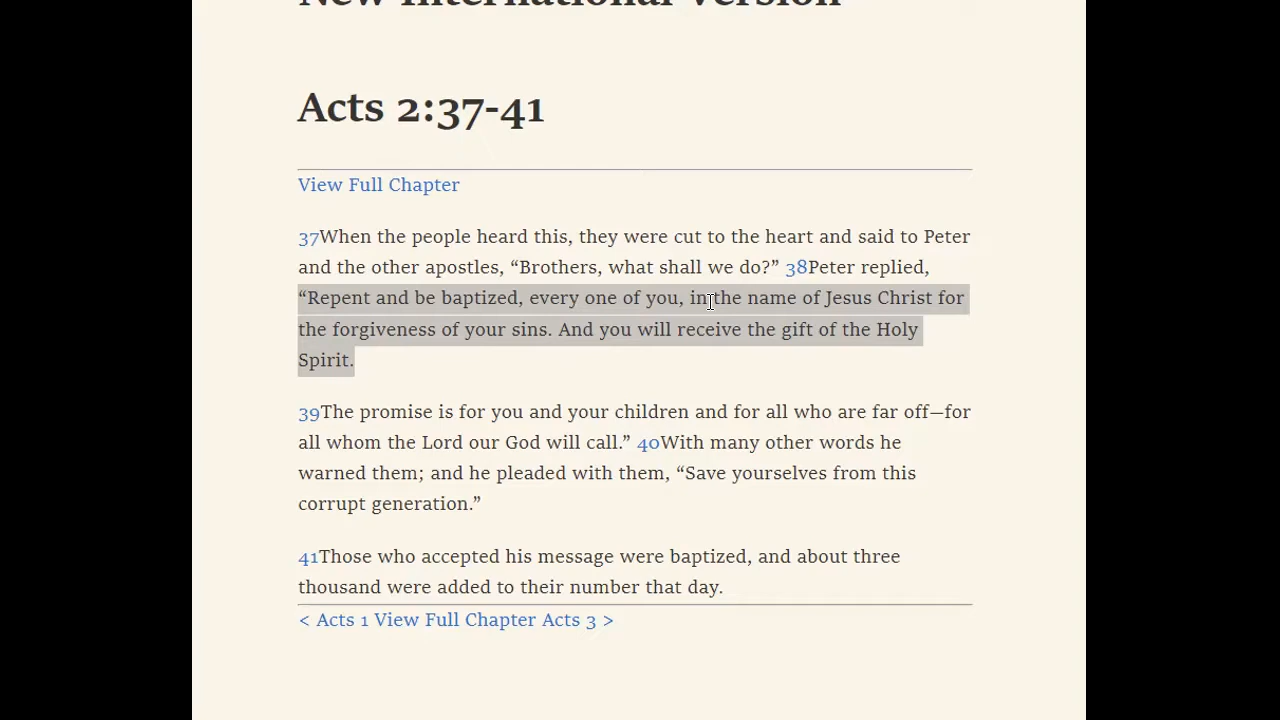 New International Version
Acts 2:37-41
View Full Chapter
37When the people heard this, they were cut to the heart and said to Peter
and the other apostles, “Brothers, what shall we do?” 38Peter replied,
“Repent and be baptized, every one of you, in the name of Jesus Christ for
the forgiveness of your sins. And you will receive the gift of the Holy
Spirit.
39The promise is for you and your children and for all who are far off—for
all whom the Lord our God will call.” 40With many other words he
warned them; and he pleaded with them, “Save yourselves from this
corrupt generation.”
41Those who accepted his message were baptized, and about three
thousand were added to their number that day.
< Acts 1 View Full Chapter Acts 3 >